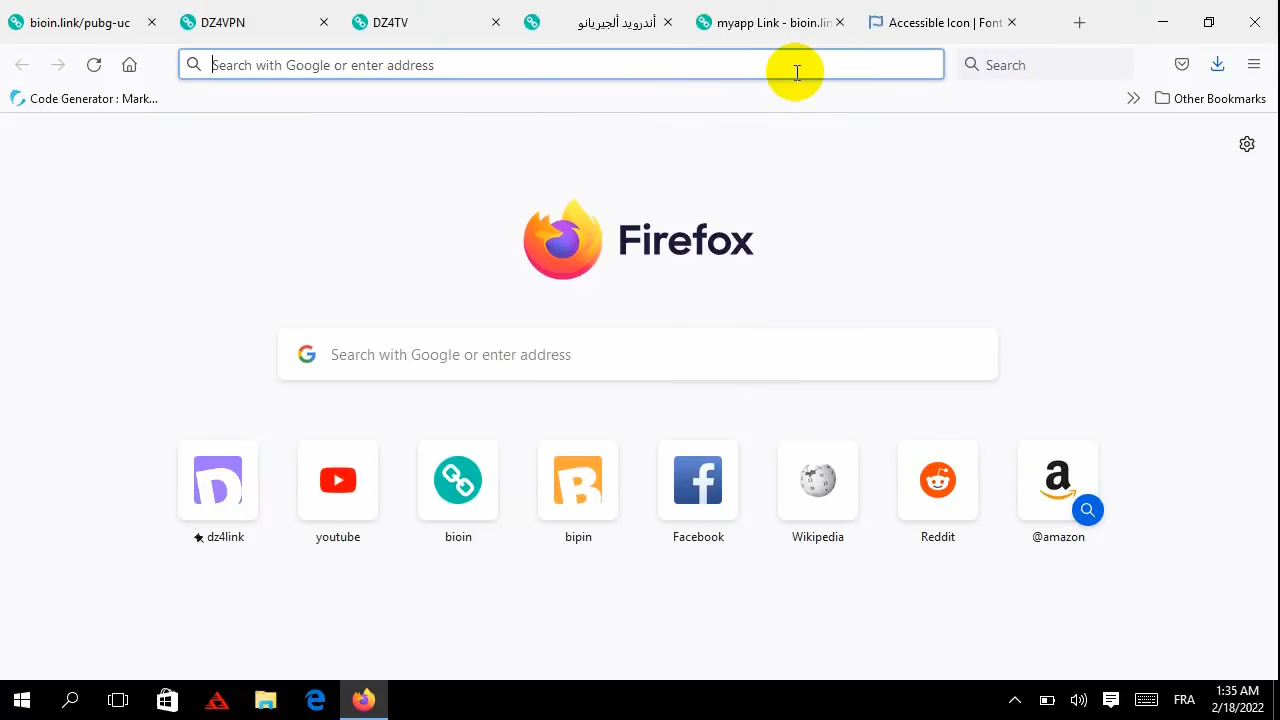 bioin.link/pubg-uc
DZ4VPN
DZ4TV
أندرويد ألجيريانو
myapp Link - bioin.lin
Accessible Icon | Font
Search with Google or enter address
Search
Code Generator : Mark...
Other Bookmarks
Firefox
Search with Google or enter address
dz4link
youtube
bioin
bipin
Facebook
Wikipedia
Reddit
@amazon
FRA
1:35 AM
2/18/2022